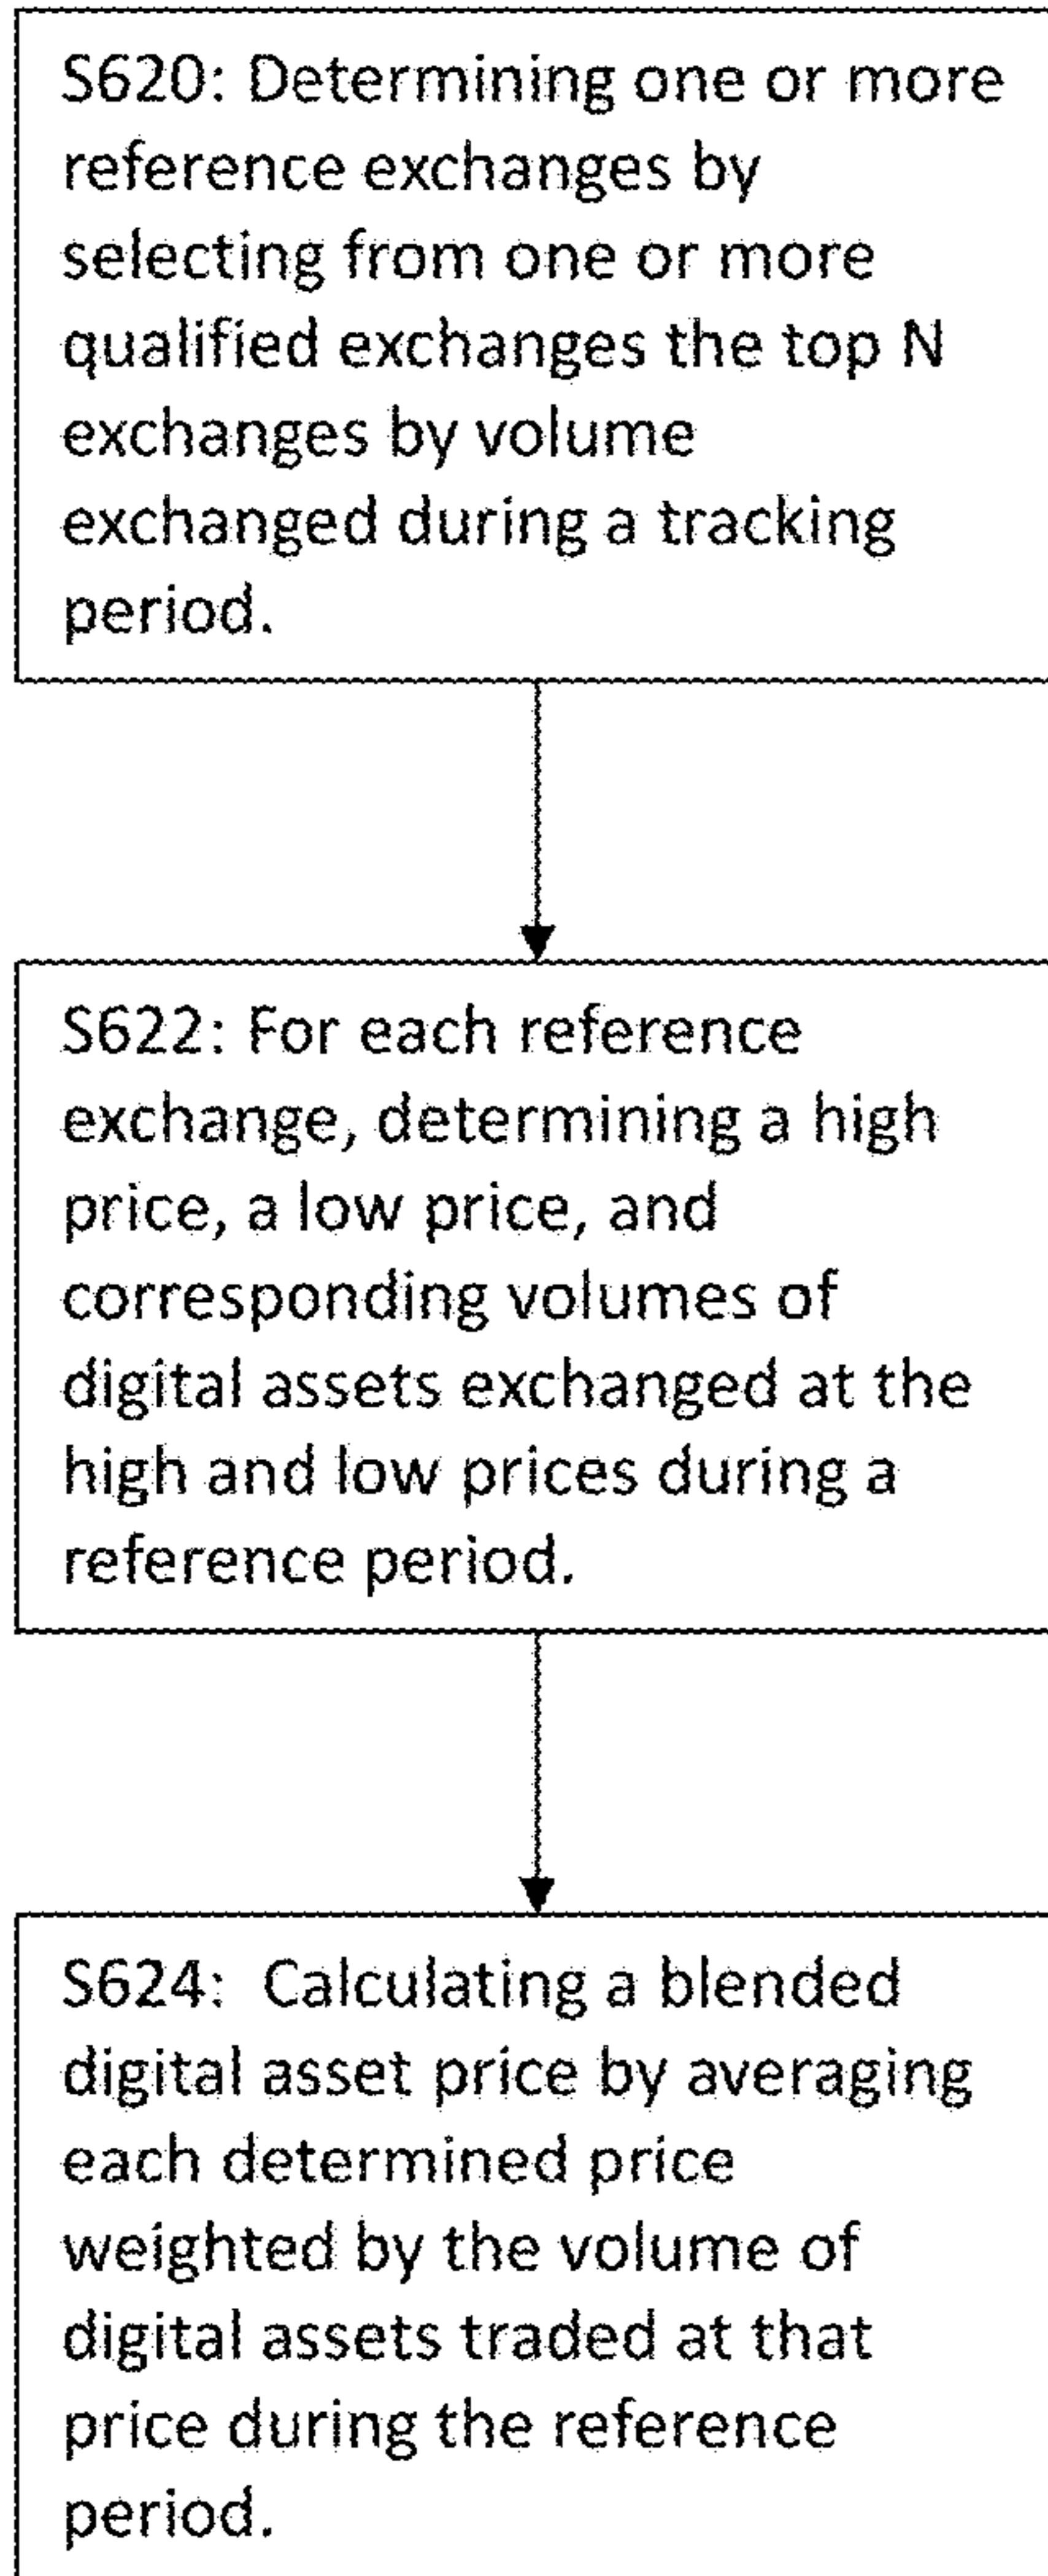 S620: Determining one or more
reference exchanges by
selecting from one or more
qualified exchanges the top N
exchanges by volume
exchanged during a tracking
period.
S622: For each reference
exchange, determining a high
price, a low price, and
corresponding volumes of
digital assets exchanged at the
high and low prices during a
reference period.
S624: Calculating a blended
digital asset price by averaging
each determined price
weighted by the volume of
digital assets traded at that
price during the reference
period.